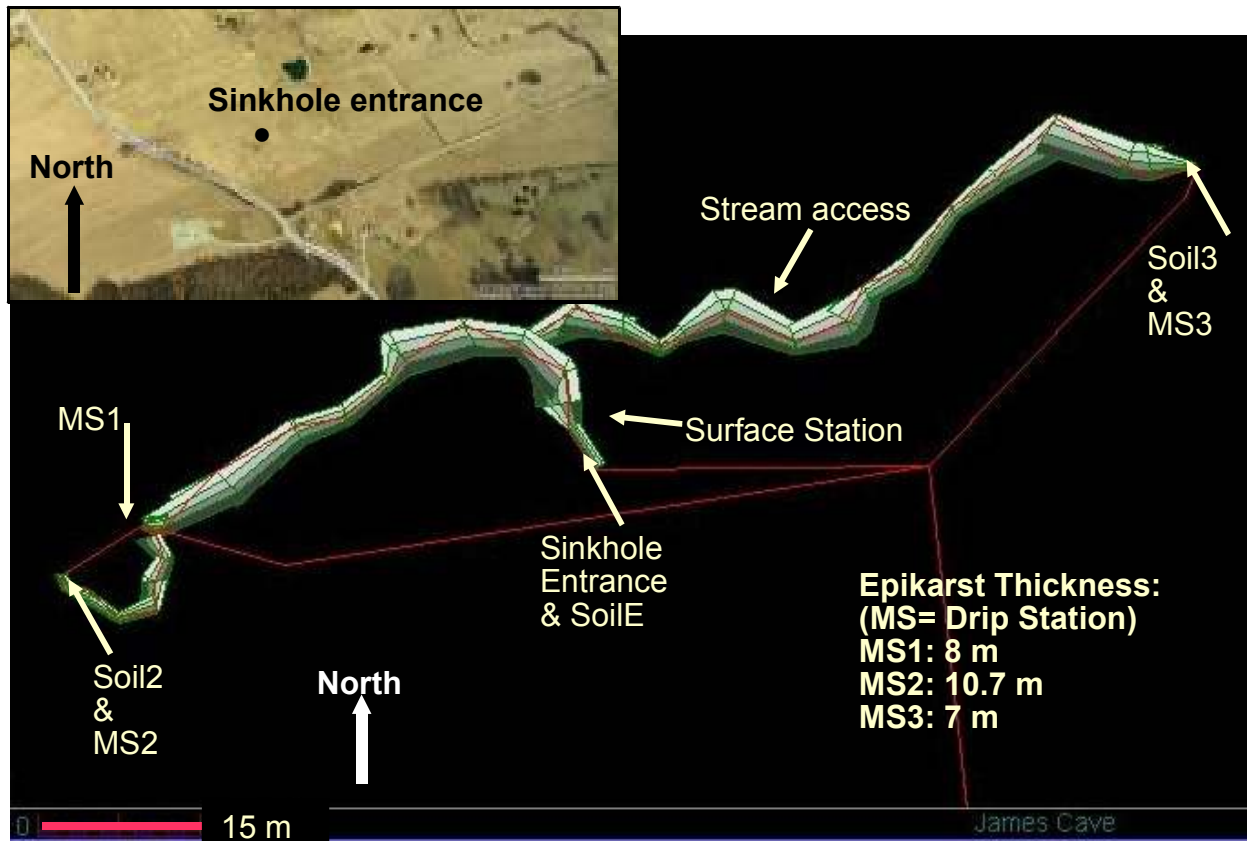 Sinkhole entrance
North
Stream access
Soil3
&
MS3
MS1
Surface Station
Sinkhole
Entrance
& SoilE
Epikarst Thickness:
(MS= Drip Station)
MS1: 8 m
MS2: 10.7 m
MS3: 7 m
Soil2
&
MS2
North
0
15 m
James Cave